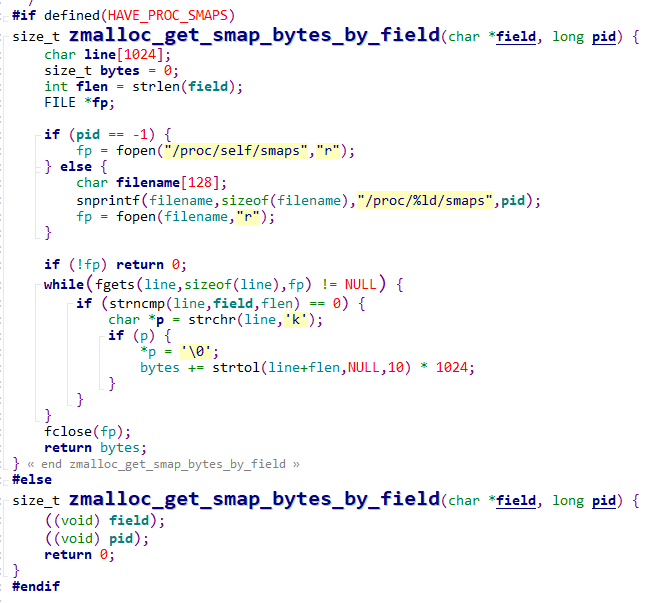 #if defined(HAVE_PROC_SMAPS)
size_t zmalloc_get_smap_bytes_by_field(char *field, long pid) {
    char line[1024];
    size_t bytes = 0;
    int flen = strlen(field);
    FILE *fp;

    if (pid == -1) {
        fp = fopen("/proc/self/smaps","r");
    } else {
        char filename[128];
        snprintf(filename,sizeof(filename),"/proc/%ld/smaps",pid);
        fp = fopen(filename,"r");
    }

    if (!fp) return 0;
    while(fgets(line,sizeof(line),fp) != NULL) {
        if (strncmp(line,field,flen) == 0) {
            char *p = strchr(line,'k');
            if (p) {
                *p = '\0';
                bytes += strtol(line+flen,NULL,10) * 1024;
            }
        }
    }
    fclose(fp);
    return bytes;
} « end zmalloc_get_smap_bytes_by_field »
#else
size_t zmalloc_get_smap_bytes_by_field(char *field, long pid) {
    ((void) field);
    ((void) pid);
    return 0;
}
#endif